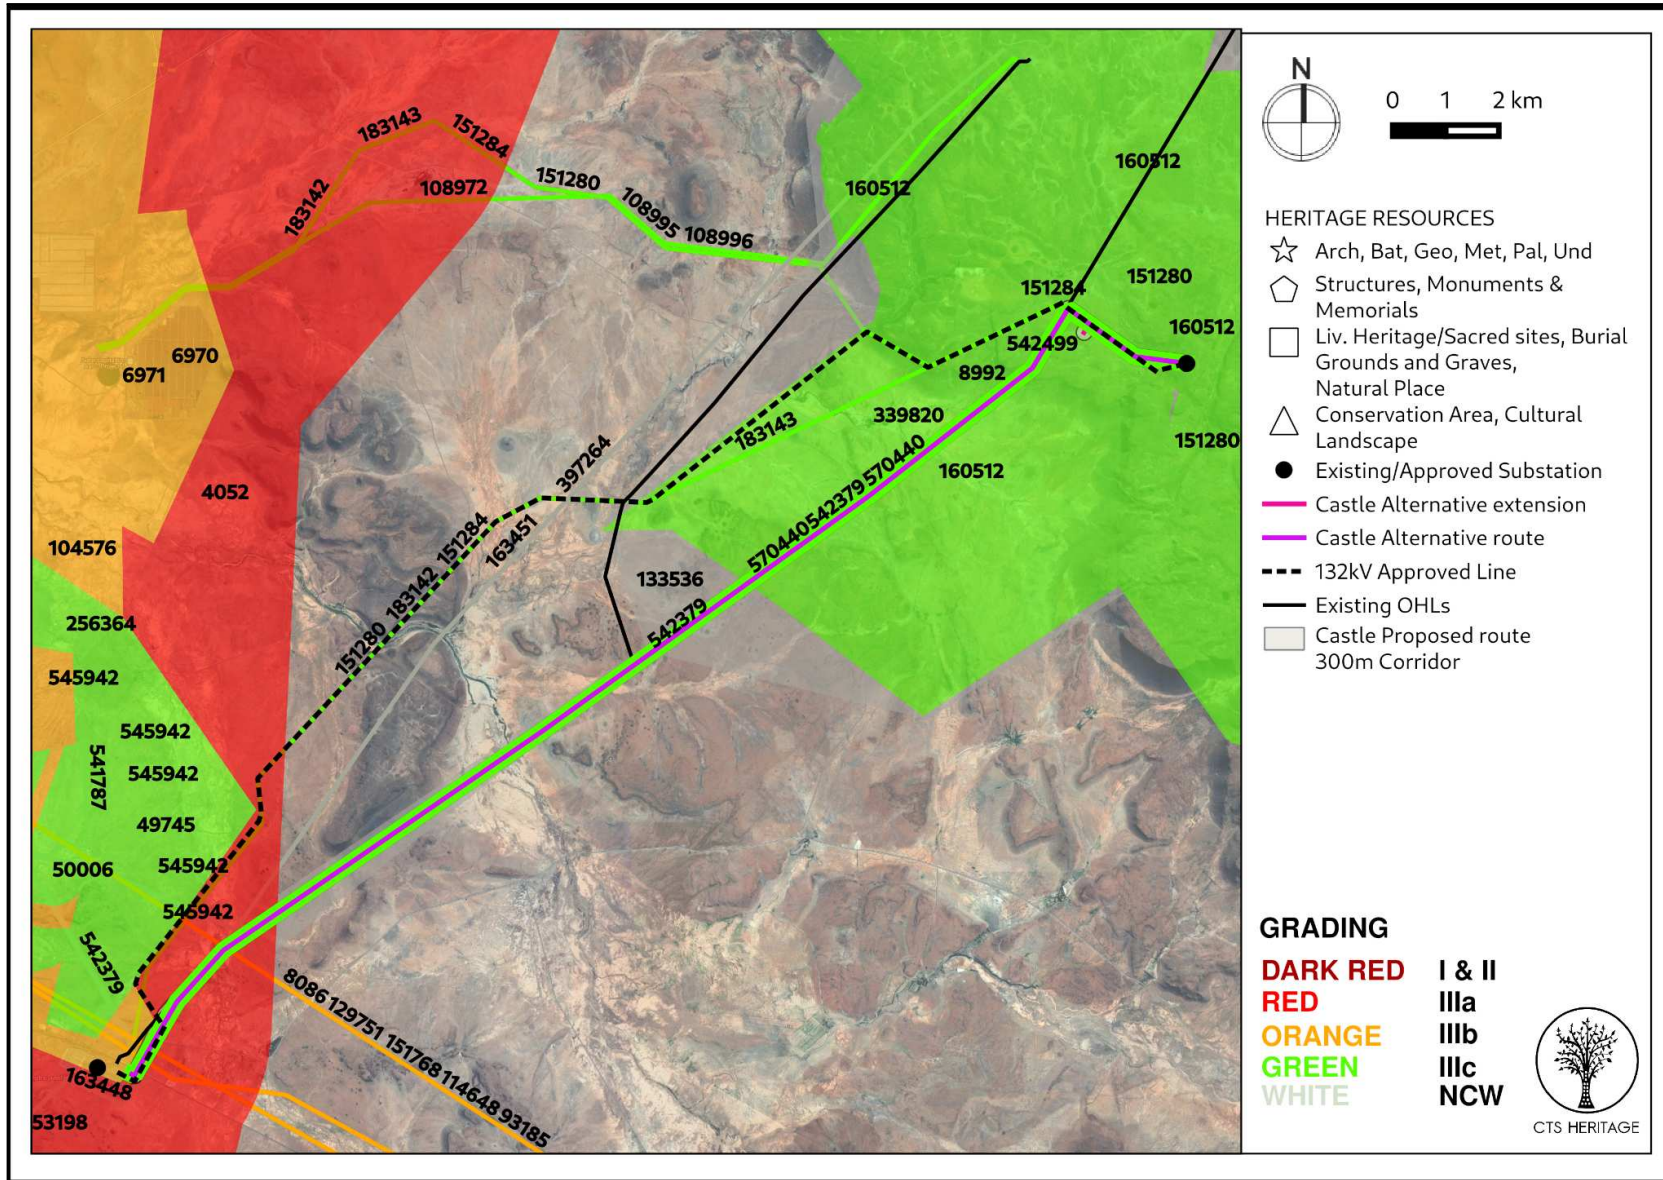 183143
151284
183142
108972
151280
108995
108996
160512
160512
151280
151284
160512
542499
8992
6970
6971
339820
183143
151280
570440
160512
397264
4052
542379
151284
163451
570440
104576
133536
183142
542379
256364
151280
545942
545942
541787
545942
49745
50006
545942
545942
542379
8086
129751
151768
114648
93185
163448
53198
N
0 1 2 km
HERITAGE RESOURCES
Arch, Bat, Geo, Met, Pal, Und
Structures, Monuments &
Memorials
Liv. Heritage/Sacred sites, Burial
Grounds and Graves,
Natural Place
Conservation Area, Cultural
Landscape
Existing/Approved Substation
Castle Alternative extension
Castle Alternative route
132kV Approved Line
Existing OHLs
Castle Proposed route
300m Corridor
GRADING
DARK RED I & II
RED IIIa
ORANGE IIIb
GREEN IIIc
WHITE NCW
CTS HERITAGE